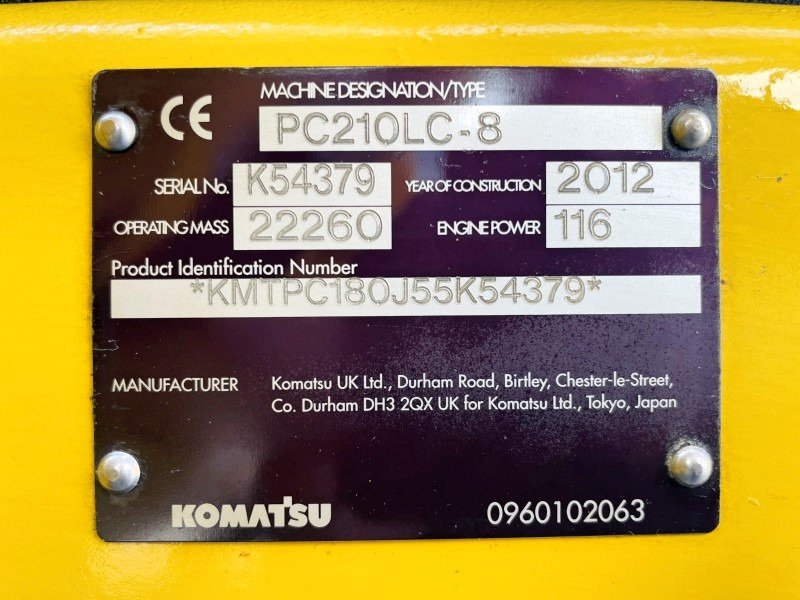 CE
MACHINE DESIGNATION/TYPE
PC210LC-8
SERIAL No. K54379 YEAR OF CONSTRUCTION 2012
OPERATING MASS 22260 ENGINE POWER 116
Product Identification Number
*KMTPC180J55K54379*
MANUFACTURER Komatsu UK Ltd., Durham Road, Birtley, Chester-le-Street,
Co. Durham DH3 2QX UK for Komatsu Ltd., Tokyo, Japan
KOMATSU 0960102063